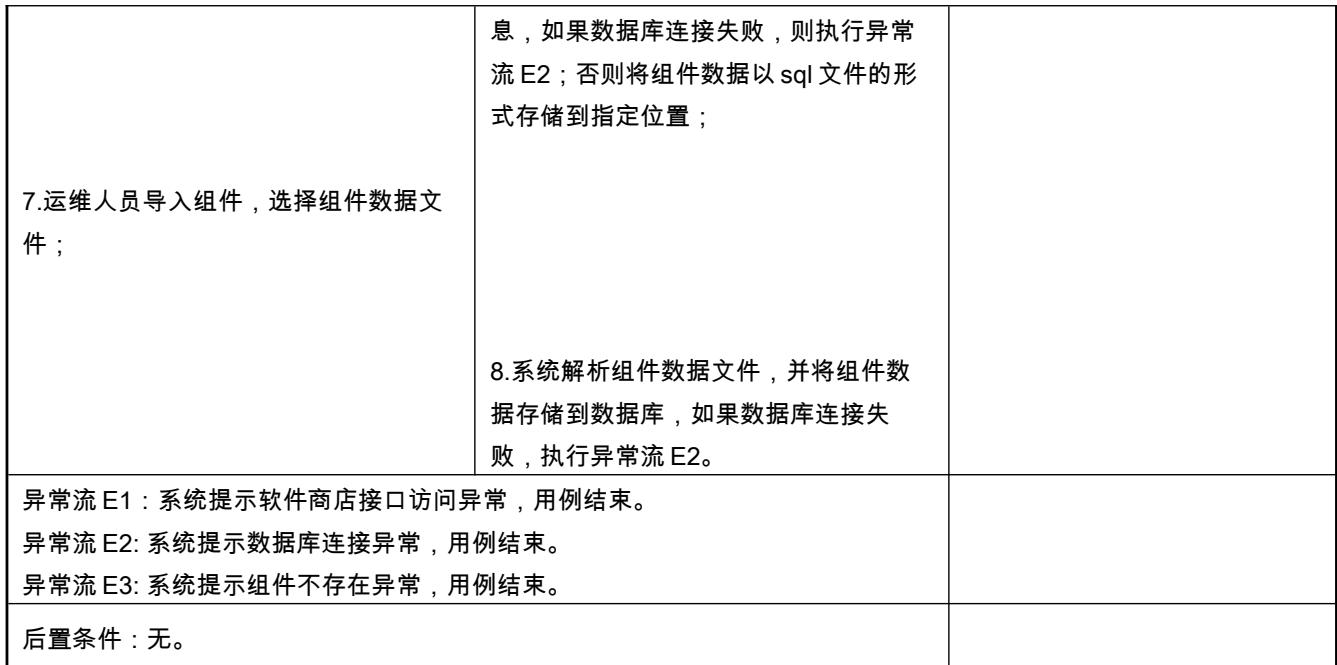 息，如果数据库连接失败，则执行异常
流 E2；否则将组件数据以 sql 文件的形
式存储到指定位置；
7.运维人员导入组件，选择组件数据文
件；
8.系统解析组件数据文件，并将组件数
据存储到数据库，如果数据库连接失
败，执行异常流 E2。
异常流 E1：系统提示软件商店接口访问异常，用例结束。
异常流 E2: 系统提示数据库连接异常，用例结束。
异常流 E3: 系统提示组件不存在异常，用例结束。
后置条件：无。